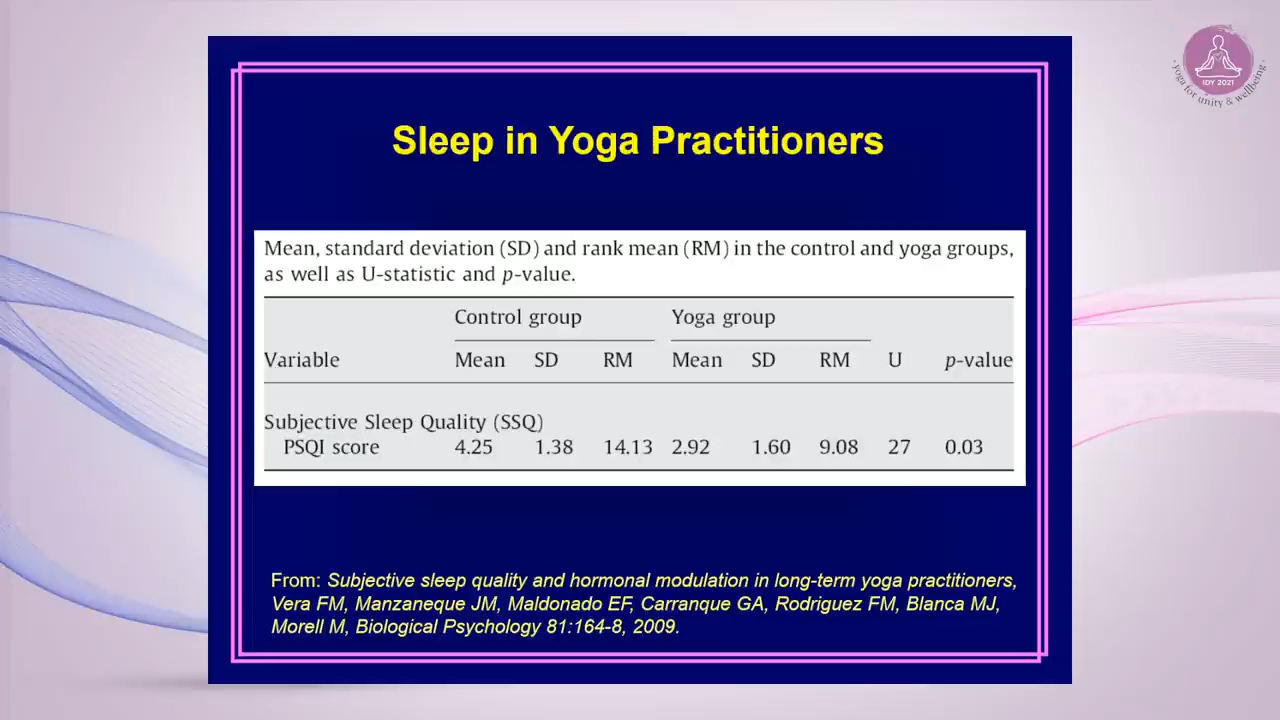 IDY 2021
· yoga for unity & wellbeing ·
Sleep in Yoga Practitioners
Mean, standard deviation (SD) and rank mean (RM) in the control and yoga groups,
as well as U-statistic and p-value.
Control group Yoga group
Variable Mean SD RM Mean SD RM U p-value
Subjective Sleep Quality (SSQ)
PSQI score 4.25 1.38 14.13 2.92 1.60 9.08 27 0.03
From: Subjective sleep quality and hormonal modulation in long-term yoga practitioners,
Vera FM, Manzaneque JM, Maldonado EF, Carranque GA, Rodriguez FM, Blanca MJ,
Morell M, Biological Psychology 81:164-8, 2009.